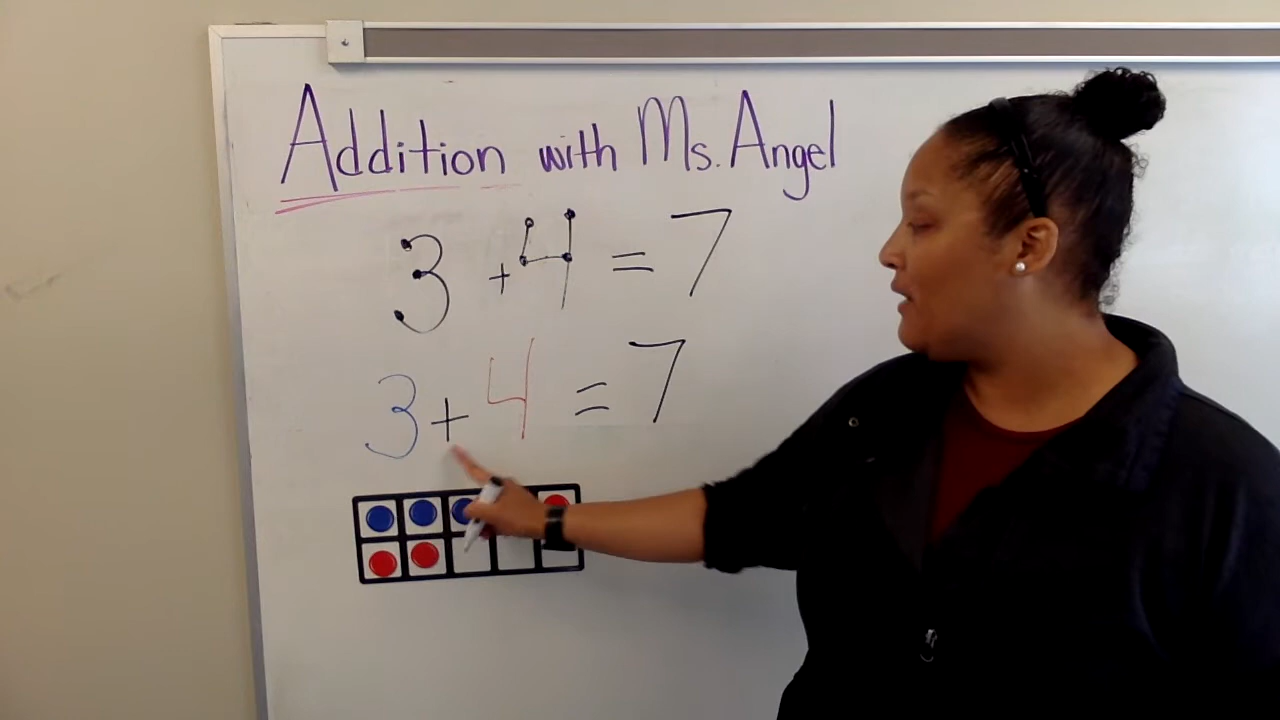 Addition with Ms. Angel
3 + 4 = 7
3 + 4 = 7